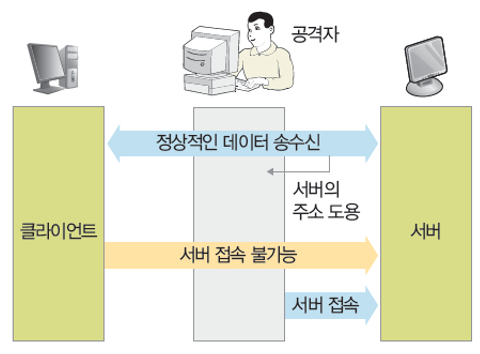 공격자
정상적인 데이터 송수신
서버의
주소 도용
클라이언트
서버
서버 접속 불가능
서버 접속